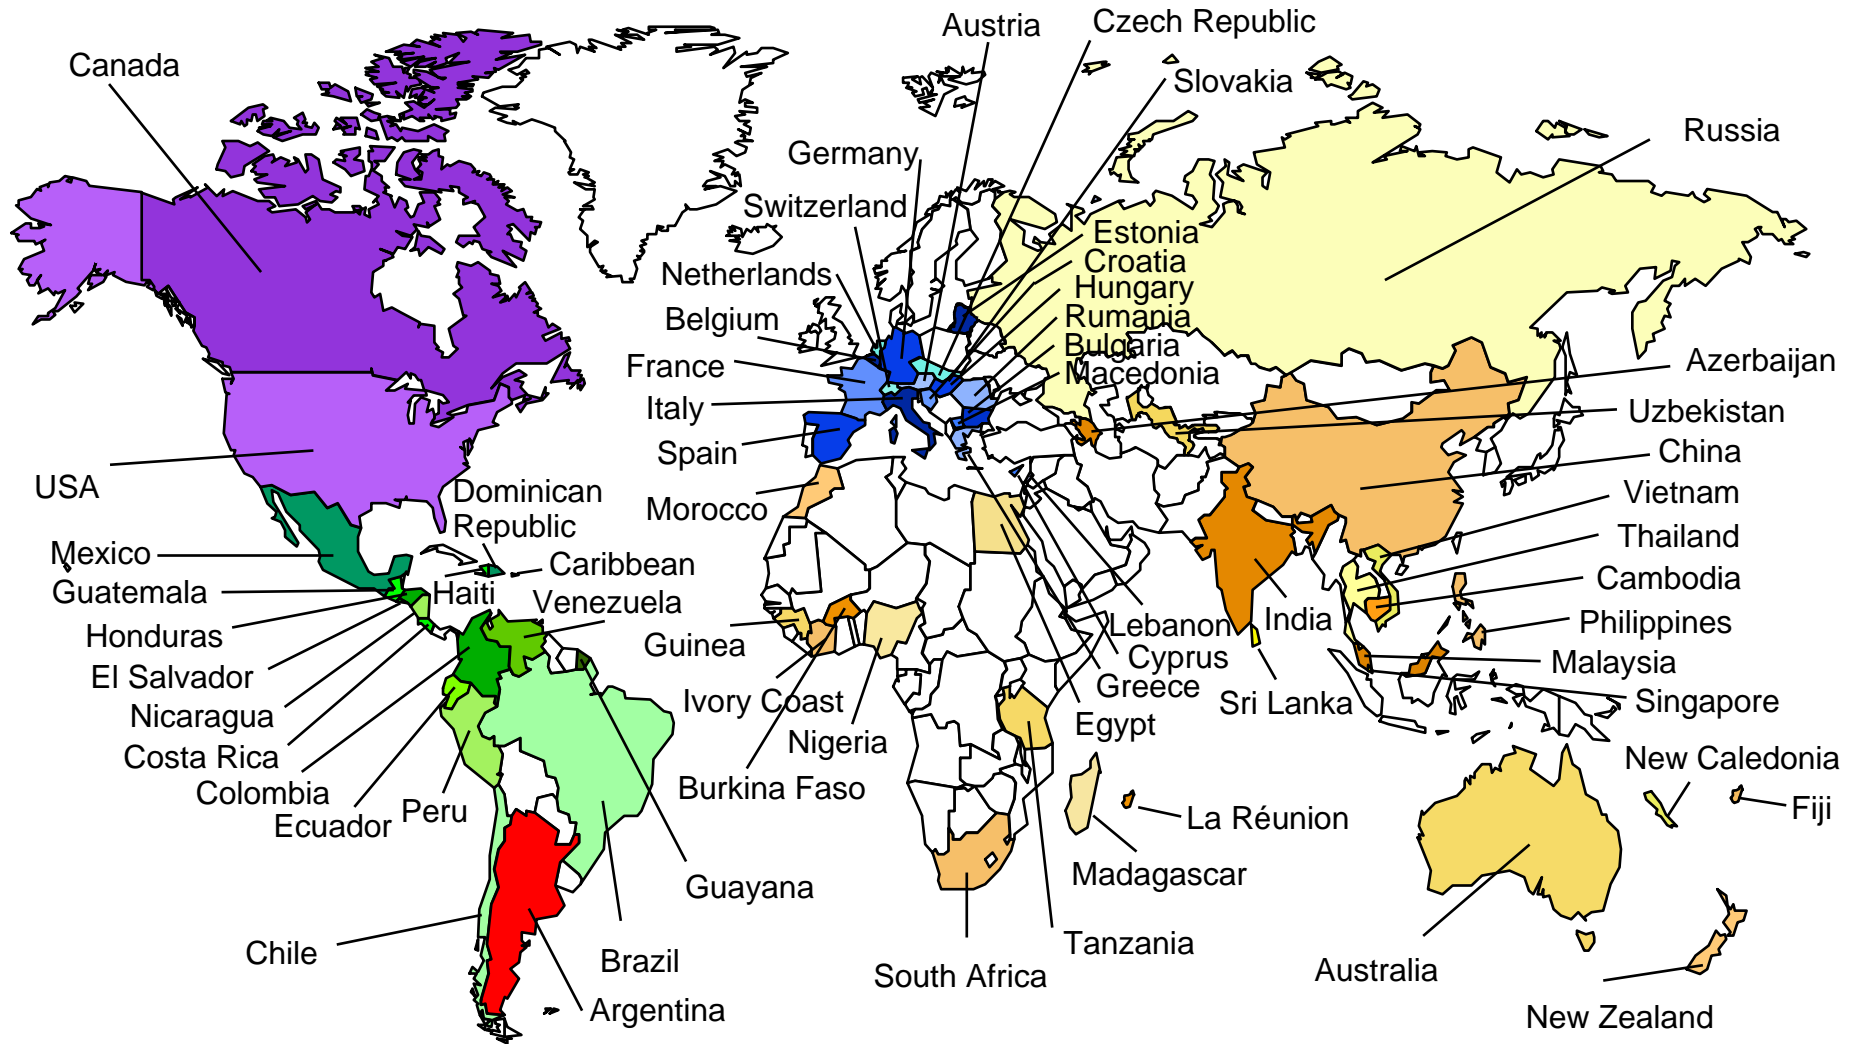 Austria
Czech Republic
Canada
Slovakia
Russia
Germany
Switzerland
Estonia
Croatia
Netherlands
Hungary
Belgium
Rumania
Bulgaria
France
Macedonia
Azerbaijan
Italy
Uzbekistan
Spain
China
USA
Dominican
Republic
Vietnam
Morocco
Thailand
Mexico
Caribbean
Cambodia
Guatemala
Haiti
Venezuela
Honduras
Guinea
Lebanon
India
Philippines
El Salvador
Cyprus
Malaysia
Ivory Coast
Greece
Sri Lanka
Singapore
Nicaragua
Egypt
Costa Rica
Nigeria
New Caledonia
Colombia
Burkina Faso
Ecuador
Peru
La Réunion
Fiji
Guayana
Madagascar
Chile
Brazil
Tanzania
South Africa
Australia
Argentina
New Zealand